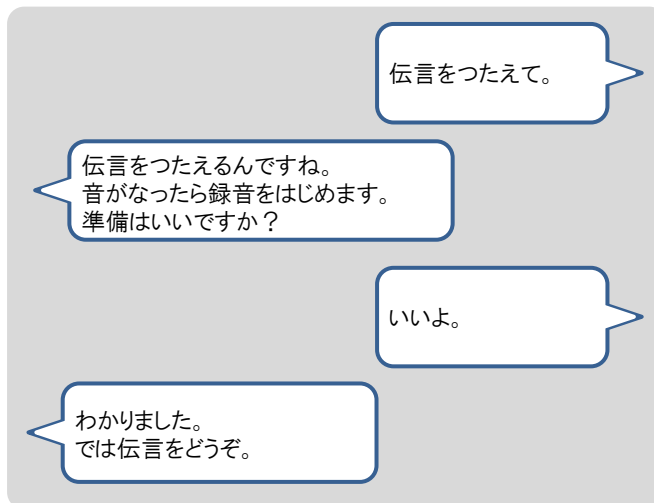 伝言をつたえて。
伝言をつたえるんですね。
音がなったら録音をはじめます。
準備はいいですか？
いいよ。
わかりました。
では伝言をどうぞ。